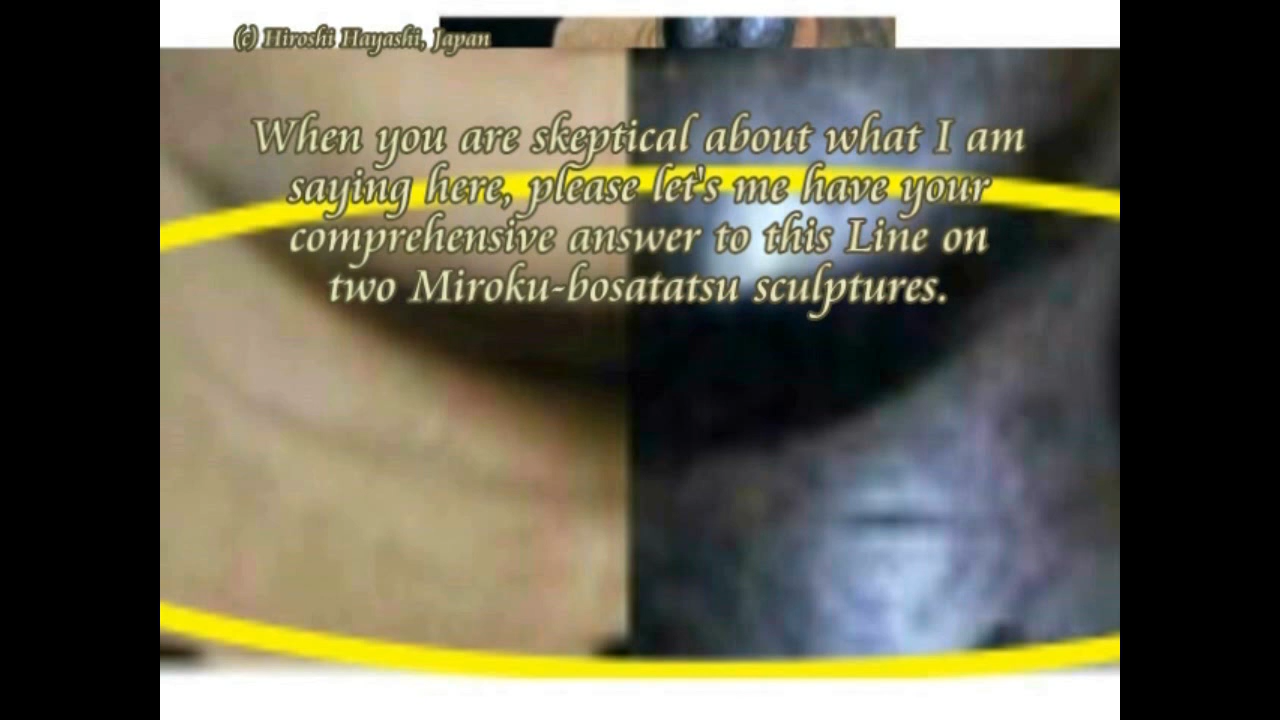 (c) Hiroshi Hayashi, Japan
When you are skeptical about what I am
saying here, please let's me have your
comprehensive answer to this Line on
two Miroku-bosatatsu sculptures.